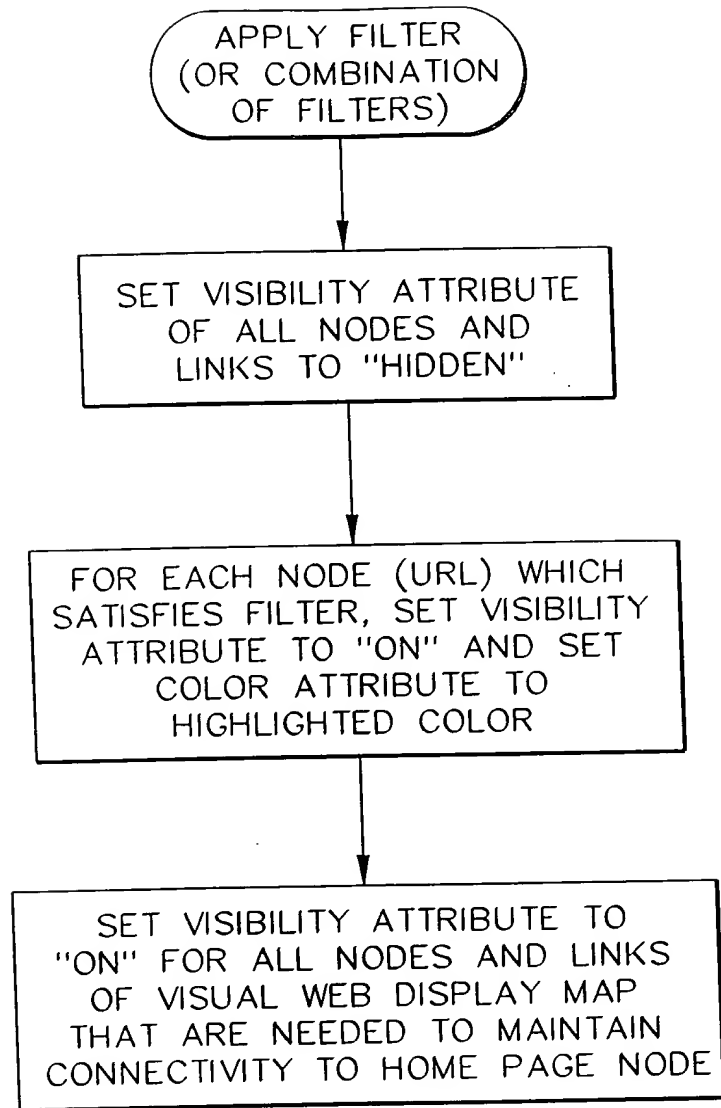 APPLY FILTER
(OR COMBINATION
OF FILTERS)
SET VISIBILITY ATTRIBUTE
OF ALL NODES AND
LINKS TO "HIDDEN"
FOR EACH NODE (URL) WHICH
SATISFIES FILTER, SET VISIBILITY
ATTRIBUTE TO "ON" AND SET
COLOR ATTRIBUTE TO
HIGHLIGHTED COLOR
SET VISIBILITY ATTRIBUTE TO
"ON" FOR ALL NODES AND LINKS
OF VISUAL WEB DISPLAY MAP
THAT ARE NEEDED TO MAINTAIN
CONNECTIVITY TO HOME PAGE NODE